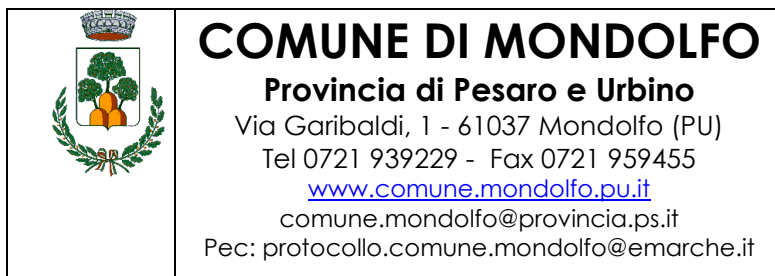 COMUNE DI MONDOLFO
Provincia di Pesaro e Urbino
Via Garibaldi, 1 - 61037 Mondolfo (PU)
Tel 0721 939229 - Fax 0721 959455
www.comune.mondolfo.pu.it
comune.mondolfo@provincia.ps.it
Pec: protocollo.comune.mondolfo@emarche.it